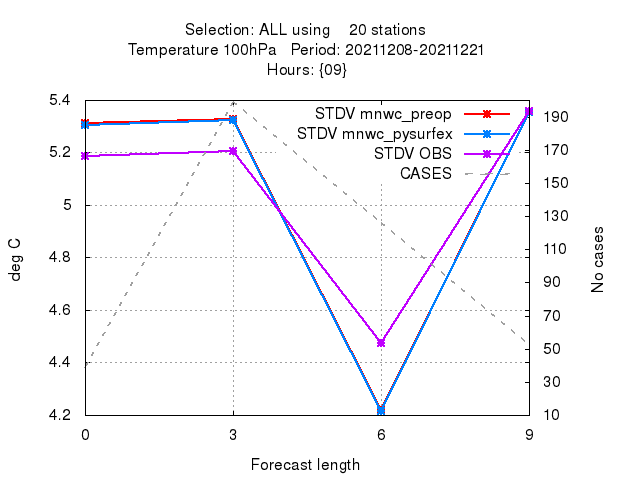 Selection: ALL using 20 stations
Temperature 100hPa Period: 20211208-20211221
Hours: {09}
STDV mnwc_preop
STDV mnwc_pysurfex
STDV OBS
CASES
deg C
5.4
5.2
5
4.8
4.6
4.4
4.2
No cases
190
170
150
130
110
90
70
50
30
10
0 3 6 9
Forecast length